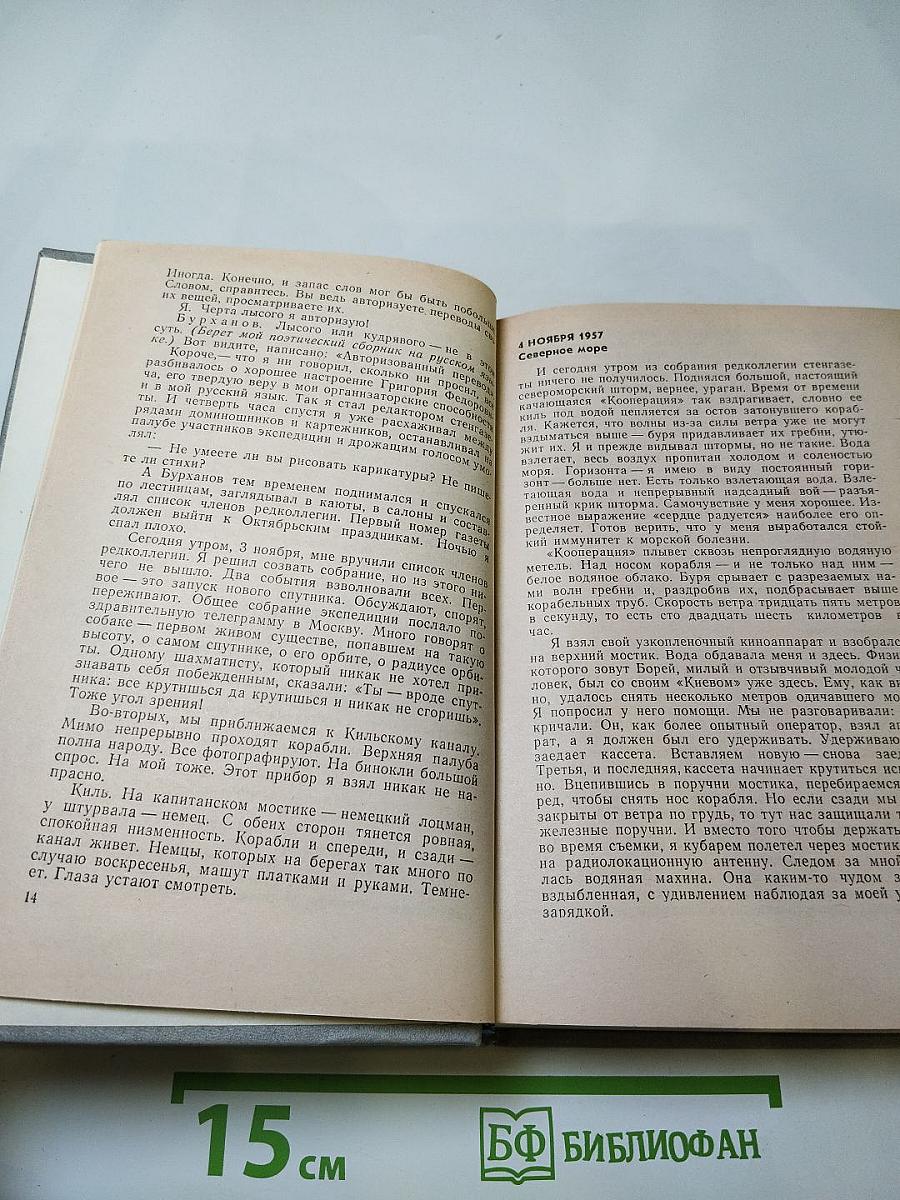 Иногда. Конечно, и запас слов мог бы быть побольше.
Словом, справитесь. Вы ведь авторизуете переводы сво-
их вещей, просматриваете их.
Я. Черта лысого я авторизую!
Бурханов. Лысого или кудрявого — не в этом
суть. (Берет мой поэтический сборник на русском язы-
ке.) Вот видите, написано: «Авторизованный перевод».
Короче,— что я ни говорил, сколько ни просил, все
разбивалось о хорошее настроение Григория Федорови-
ча, его твердую веру в мои организаторские способности
и в мой русский язык. Так я стал редактором стенгазе-
ты. И четверть часа спустя я уже расхаживал между
рядами доминошников и картежников, останавливал на
палубе участников экспедиции и дрожащим голосом умо-
лял:
— Не умеете ли вы рисовать карикатуры? Не пише-
те ли стихи?
А Бурханов тем временем поднимался и спускался
по лестницам, заглядывал в каюты, в салоны и состав-
лял список членов редколлегии. Первый номер газеты
должен выйти к Октябрьским праздникам. Ночью я
спал плохо.
Сегодня утром, 3 ноября, мне вручили список членов
редколлегии. Я решил созвать собрание, но из этого ни-
чего не вышло. Два события взволновали всех. Пер-
вое — это запуск нового спутника. Обсуждают, спорят,
переживают. Общее собрание экспедиции послало по-
здравительную телеграмму в Москву. Много говорят о
собаке — первом живом существе, попавшем на такую
высоту, о самом спутнике, о его орбите, о радиусе орби-
ты. Одному шахматисту, который никак не хотел при-
знавать себя побежденным, сказали: «Ты — вроде спут-
ника: все крутишься да крутишься и никак не сгоришь».
Тоже угол зрения!
Во-вторых, мы приближаемся к Кильскому каналу.
Мимо непрерывно проходят корабли. Верхняя палуба
полна народу. Все фотографируют. На бинокли большой
спрос. На мой тоже. Этот прибор я взял никак не на-
прасно.
Киль. На капитанском мостике — немецкий лоцман,
у штурвала — немец. С обеих сторон тянется ровная,
спокойная низменность. Корабли и спереди, и сзади —
канал живет. Немцы, которых на берегах так много по
случаю воскресенья, машут платками и руками. Темне-
ет. Глаза устают смотреть.
14
4 НОЯБРЯ 1957
Северное море
И сегодня утром из собрания редколлегии стенгазе-
ты ничего не получилось. Поднялся большой, настоящий
североморский шторм, вернее, ураган. Время от времени
качающаяся «Кооперация» так вздрагивает, словно ее
киль под водой цепляется за остов затонувшего кораб-
ля. Кажется, что волны из-за силы ветра уже не могут
вздыматься выше — буря придавливает их гребни, утю-
жит их. Я и прежде видывал штормы, но не такие. Вода
взлетает, весь воздух пропитан холодом и соленостью
моря. Горизонта — я имею в виду постоянный гори-
зонт — больше нет. Есть только взлетающая вода. Взле-
тающая вода и непрерывный надсадный вой — разъя-
ренный крик шторма. Самочувствие у меня хорошее. Из-
вестное выражение «сердце радуется» наиболее его оп-
ределяет. Готов верить, что у меня выработался стой-
кий иммунитет к морской болезни.
«Кооперация» плывет сквозь непроглядную водяную
метель. Над носом корабля — и не только над ним —
белое водяное облако. Буря срывает с разрезаемых на-
ми волн гребни и, раздробив их, подбрасывает выше
корабельных труб. Скорость ветра тридцать пять метров
в секунду, то есть сто двадцать шесть километров в
час.
Я взял свой узкопленочный киноаппарат и взобрался
на верхний мостик. Вода обдавала меня и здесь. Физи
которого зовут Борей, милый и отзывчивый молодой ч
ловек, был со своим «Киевом» уже здесь. Ему, как ви
но, удалось снять несколько метров одичавшего мо
Я попросил у него помощи. Мы не разговаривали:
кричали. Он, как более опытный оператор, взял ап
рат, а я должен был его удерживать. Удерживаю
заедает кассета. Вставляем новую — снова заед
Третья, и последняя, кассета начинает крутиться исп
но. Вцепившись в поручни мостика, перебираемся
ред, чтобы снять нос корабля. Но если сзади мы
закрыты от ветра по грудь, то тут нас защищали т
железные поручни. И вместо того чтобы держать
во время съемки, я кубарем полетел через мостик
на радиолокационную антенну. Следом за мной
лась водяная махина. Она каким-то чудом з
вздыбленная, с удивлением наблюдая за моей у
зарядкой.
15 см
БФ БИБЛИОФАН